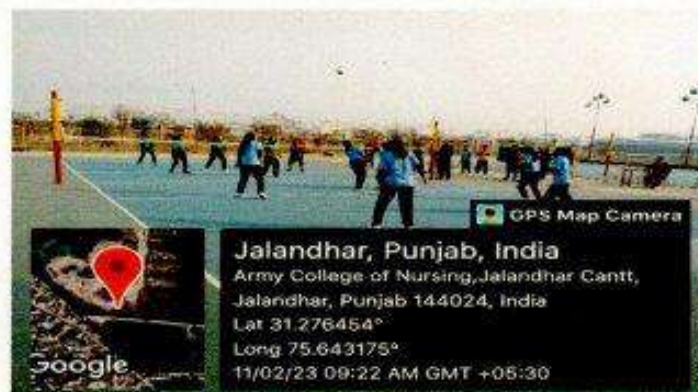 GPS Map Camera
Jalandhar, Punjab, India
Army College of Nursing,Jalandhar Cantt,
Jalandhar, Punjab 144024, India
Lat 31.276454°
Long 75.643175°
11/02/23 09:22 AM GMT +05:30
Google